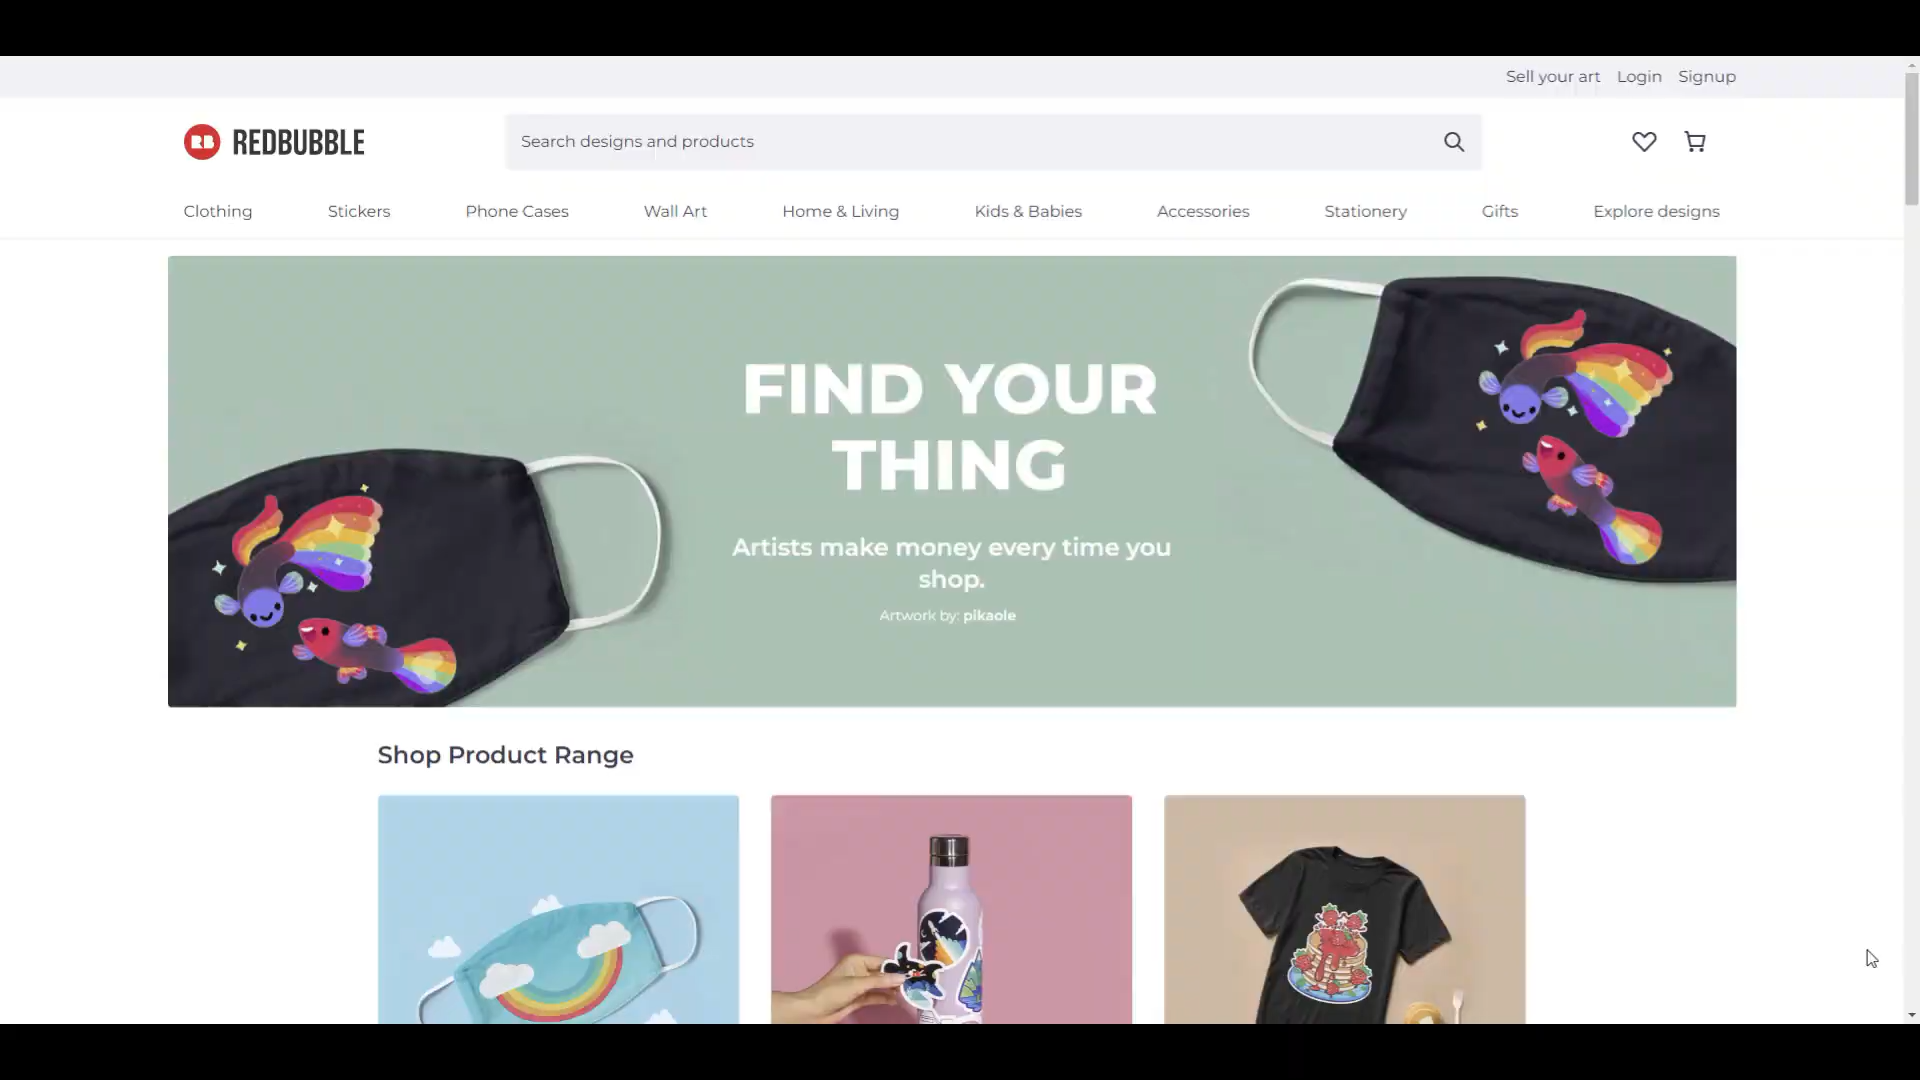 Sell your art Login Signup
RB REDBUBBLE
Search designs and products
Clothing Stickers Phone Cases Wall Art Home & Living Kids & Babies Accessories Stationery Gifts Explore designs
FIND YOUR
THING
Artists make money every time you
shop.
Artwork by: pikaole
Shop Product Range